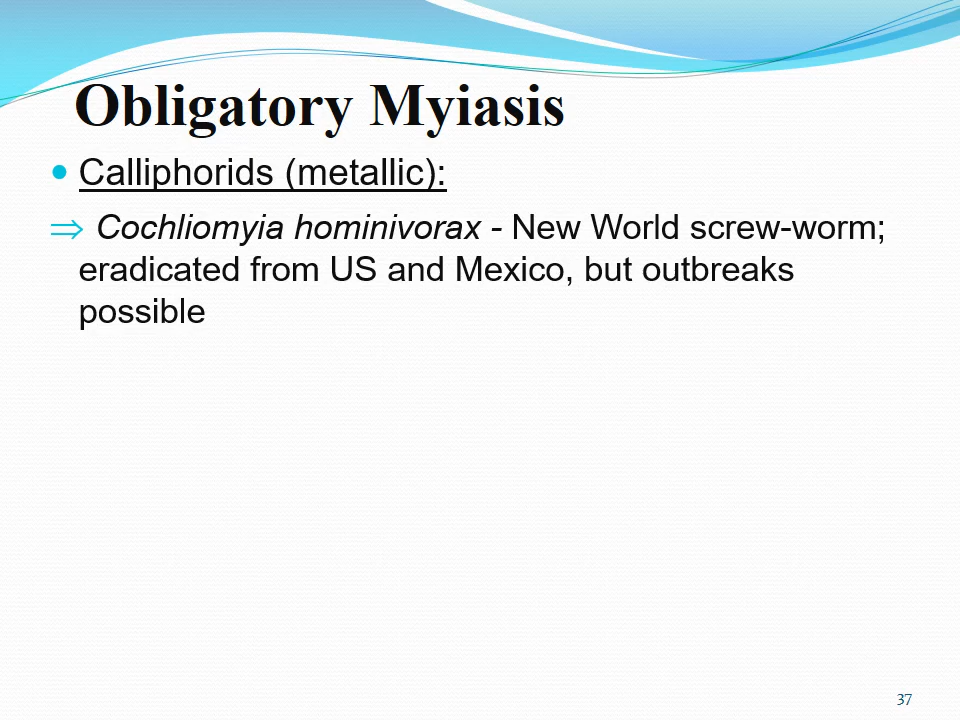 Obligatory Myiasis
• Calliphorids (metallic):
⇒ Cochliomyia hominivorax - New World screw-worm;
eradicated from US and Mexico, but outbreaks
possible
37